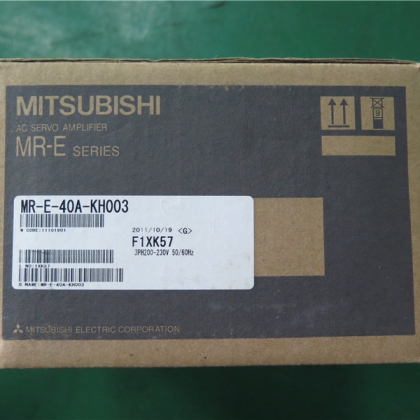 MITSUBISHI
AC SERVO AMPLIFIER
MR-E SERIES
MR-E-40A-KH003
2011/10/19 <G>
F1XK57
3PH200-230V 50/60Hz
MITSUBISHI ELECTRIC CORPORATION